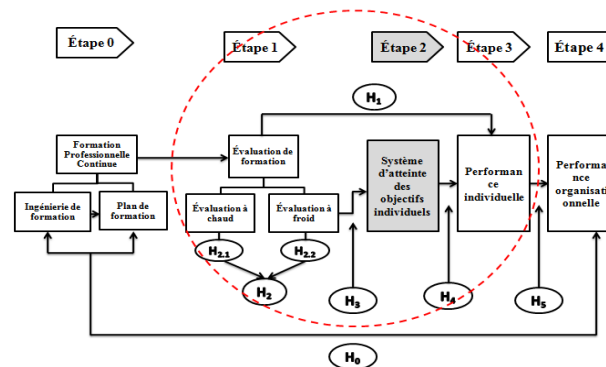 Étape 0
Étape 1
Étape 2
Étape 3
Étape 4
H1
Formation
Professionnelle
Continue
Évaluation de
formation
Système
d'atteinte
des
objectifs
individuels
Performan
ce
individuelle
Performa
nce
organisati
onnelle
Ingénierie de
formation
Plan de
formation
Évaluation à
chaud
Évaluation à
froid
H2.1
H2.2
H2
H3
H4
H5
H0